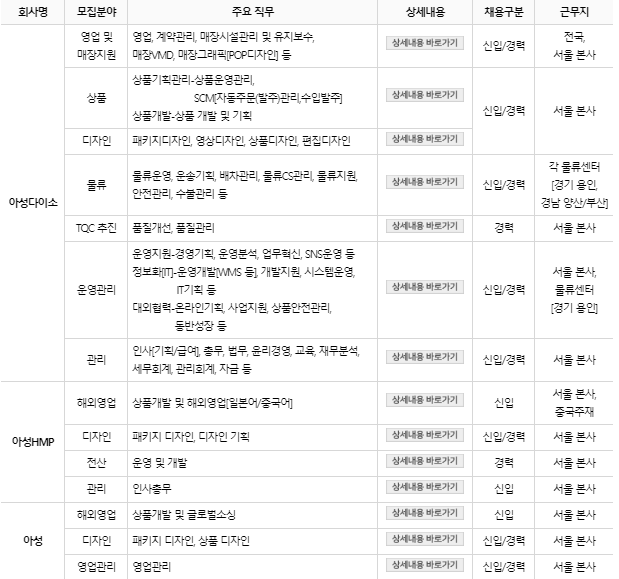 회사명 모집분야 주요 직무 상세내용 채용구분 근무지
아성다이소
영업 및
매장지원
영업, 계약관리, 매장시설관리 및 유지보수,
매장VMD, 매장그래픽[POP디자인] 등
상세내용 바로가기
신입/경력
전국,
서울 본사
상품
상품기획관리-상품운영관리,
SCM[자동주문(발주)관리,수입발주]
상품개발-상품 개발 및 기획
상세내용 바로가기
신입/경력
서울 본사
디자인
패키지디자인, 영상디자인, 상품디자인, 편집디자인
상세내용 바로가기
물류
물류운영, 운송기획, 배차관리, 물류CS관리, 물류지원,
안전관리, 수불관리 등
상세내용 바로가기
신입/경력
각 물류센터
[경기 용인,
경남 양산/부산]
TQC 추진
품질개선, 품질관리
상세내용 바로가기
경력
서울 본사
운영관리
운영지원-경영기획, 운영분석, 업무혁신, SNS운영 등
정보화[IT]-운영개발[WMS 등], 개발지원, 시스템운영,
IT기획 등
대외협력-온라인기획, 사업지원, 상품안전관리,
동반성장 등
상세내용 바로가기
신입/경력
서울 본사,
물류센터
[경기 용인]
관리
인사[기획/급여], 총무, 법무, 윤리경영, 교육, 재무분석,
세무회계, 관리회계, 자금 등
상세내용 바로가기
신입/경력
서울 본사
아성HMP
해외영업
상품개발 및 해외영업[일본어/중국어]
상세내용 바로가기
신입
서울 본사,
중국주재
디자인
패키지 디자인, 디자인 기획
상세내용 바로가기
신입/경력
서울 본사
전산
운영 및 개발
상세내용 바로가기
경력
서울 본사
관리
인사총무
상세내용 바로가기
신입
서울 본사
아성
해외영업
상품개발 및 글로벌소싱
상세내용 바로가기
신입
서울 본사
디자인
패키지 디자인, 상품 디자인
상세내용 바로가기
신입/경력
서울 본사
영업관리
영업관리
상세내용 바로가기
신입/경력
서울 본사